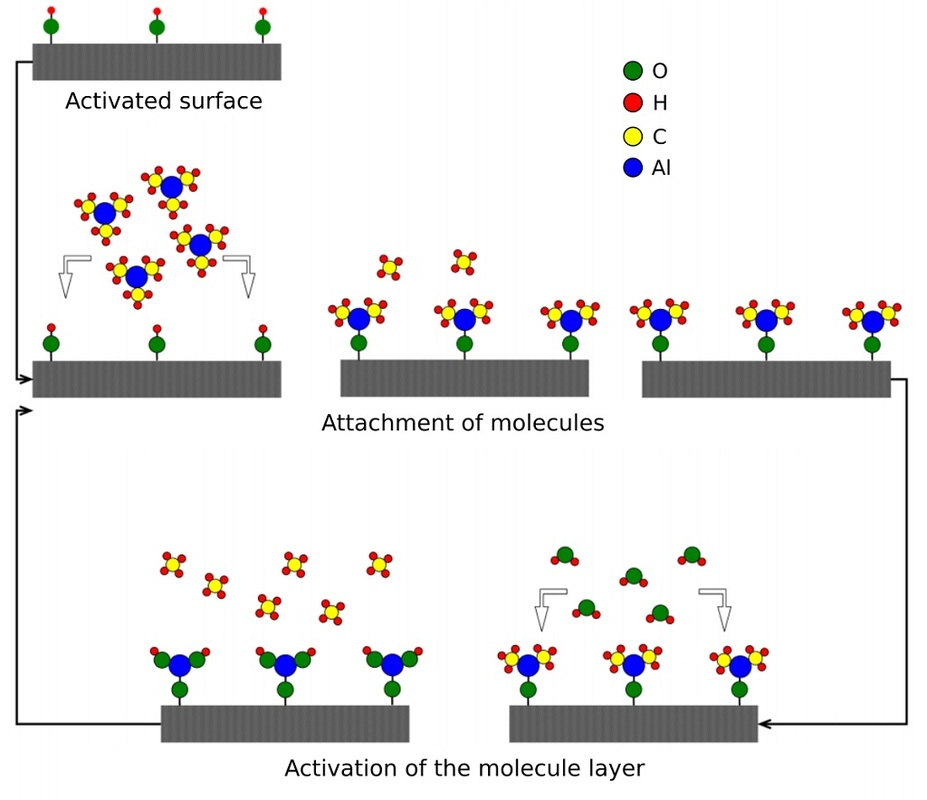 Activated surface
O
H
C
Al
Attachment of molecules
Activation of the molecule layer